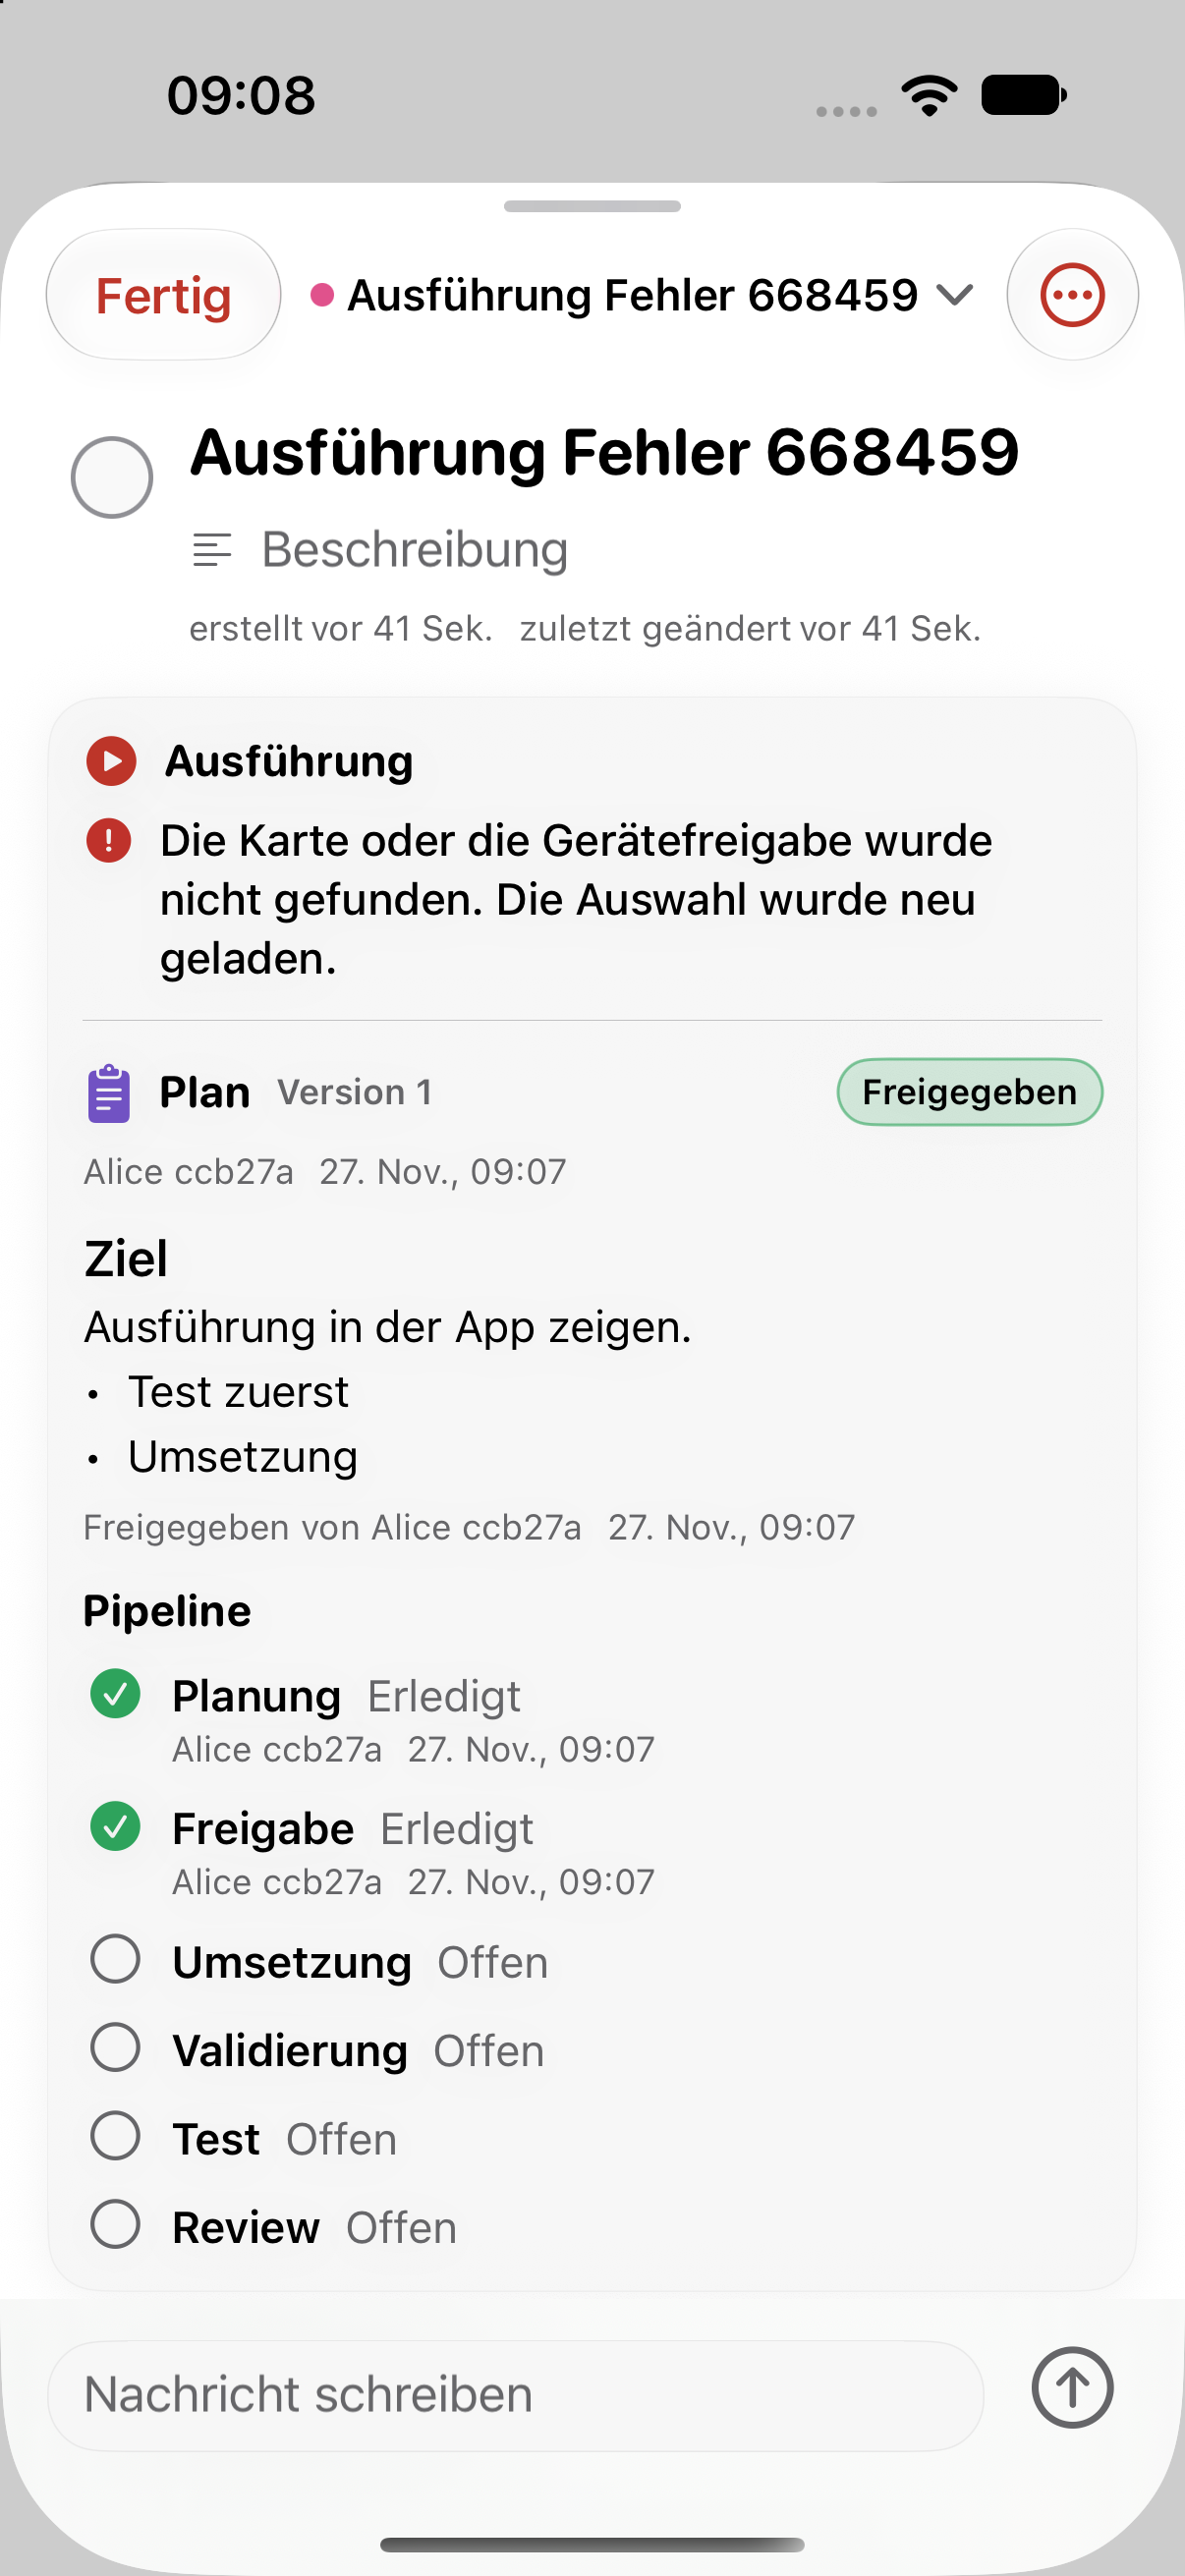 09:08
Fertig
Ausführung Fehler 668459
Ausführung Fehler 668459
Beschreibung
erstellt vor 41 Sek. zuletzt geändert vor 41 Sek.
Ausführung
Die Karte oder die Gerätefreigabe wurde
nicht gefunden. Die Auswahl wurde neu
geladen.
Plan Version 1 Freigegeben
Alice ccb27a 27. Nov., 09:07
Ziel
Ausführung in der App zeigen.
• Test zuerst
• Umsetzung
Freigegeben von Alice ccb27a 27. Nov., 09:07
Pipeline
Planung Erledigt
Alice ccb27a 27. Nov., 09:07
Freigabe Erledigt
Alice ccb27a 27. Nov., 09:07
Umsetzung Offen
Validierung Offen
Test Offen
Review Offen
Nachricht schreiben